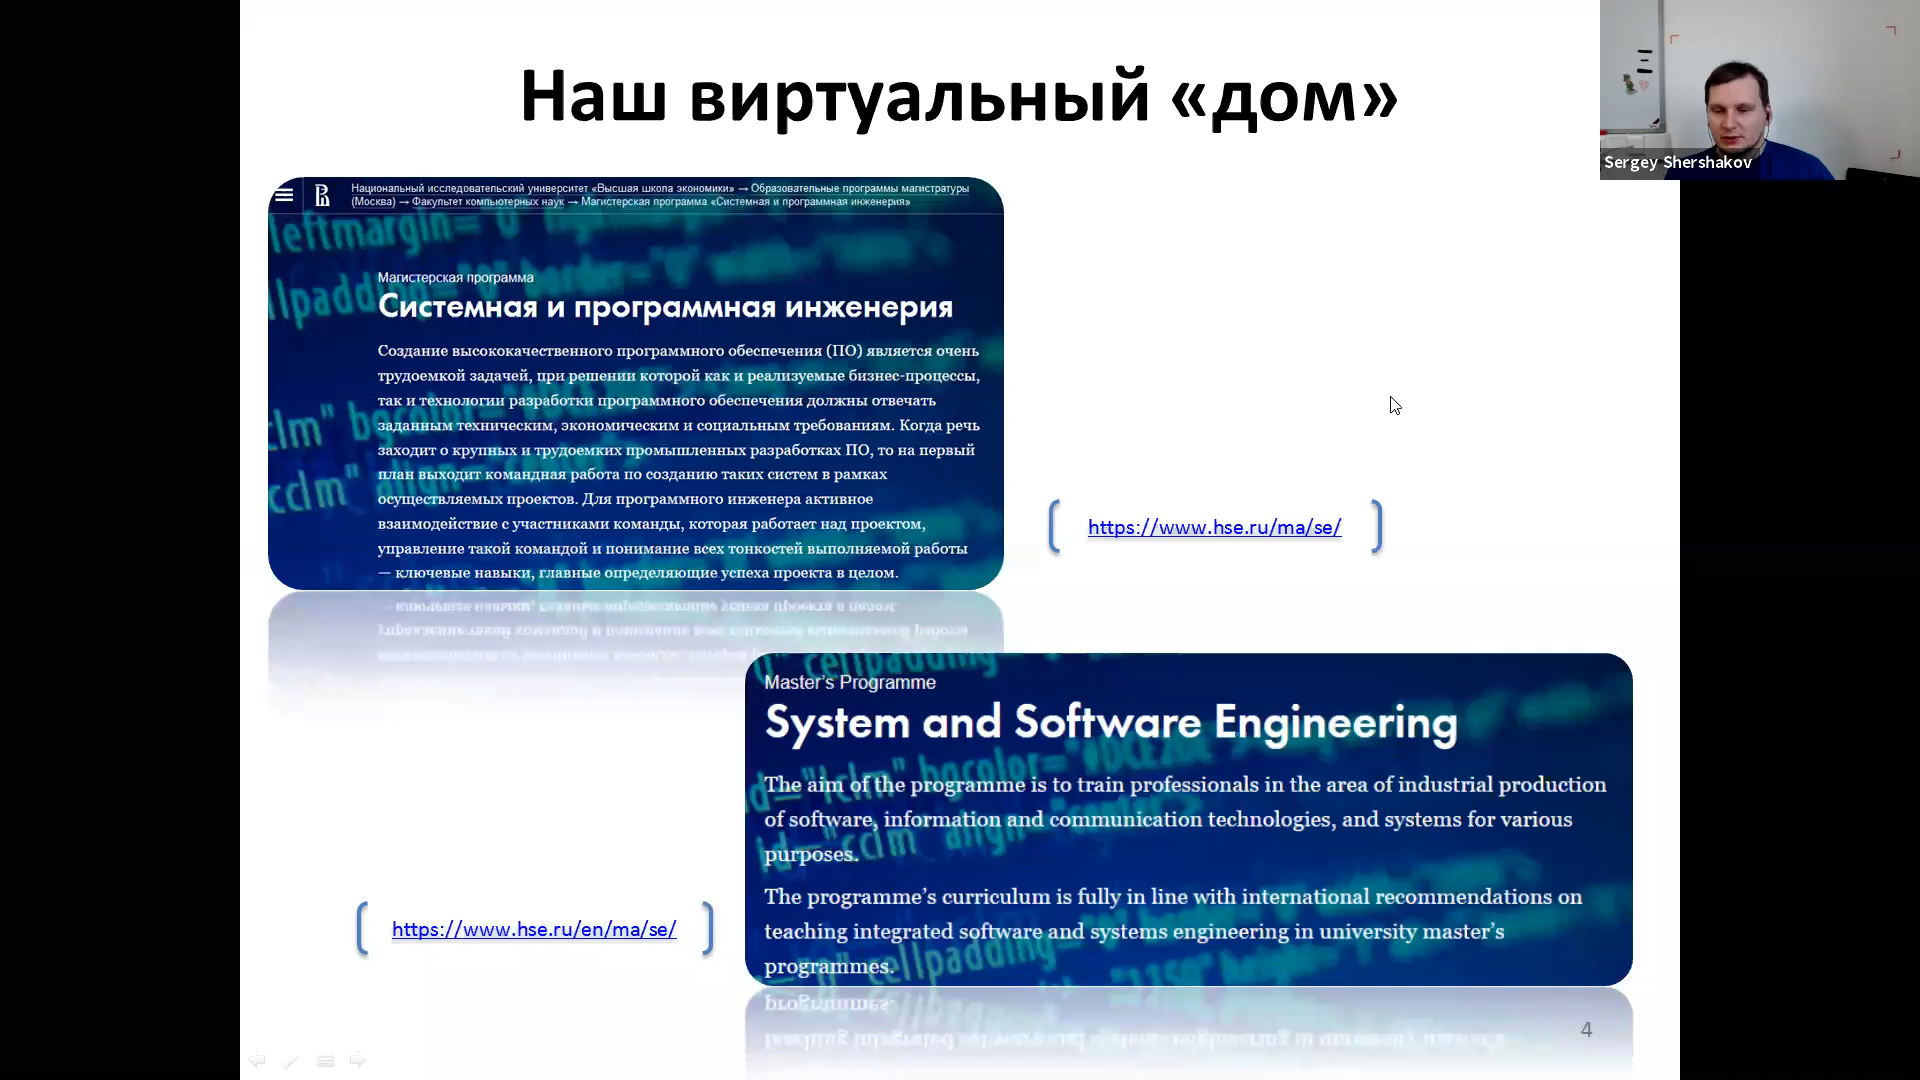 Наш виртуальный «дом»
Sergey Shershakov
Национальный исследовательский университет «Высшая школа экономики» → Образовательные программы магистратуры
(Москва) → Факультет компьютерных наук → Магистерская программа «Системная и программная инженерия»
Магистерская программа
Системная и программная инженерия
Создание высококачественного программного обеспечения (ПО) является очень
трудоемкой задачей, при решении которой как и реализуемые бизнес-процессы,
так и технологии разработки программного обеспечения должны отвечать
заданным техническим, экономическим и социальным требованиям. Когда речь
заходит о крупных и трудоемких промышленных разработках ПО, то на первый
план выходит командная работа по созданию таких систем в рамках
осуществляемых проектов. Для программного инженера активное
взаимодействие с участниками команды, которая работает над проектом,
управление такой командой и понимание всех тонкостей выполняемой работы
— ключевые навыки, главные определяющие успеха проекта в целом.
https://www.hse.ru/ma/se/
Master’s Programme
System and Software Engineering
The aim of the programme is to train professionals in the area of industrial production
of software, information and communication technologies, and systems for various
purposes.
The programme’s curriculum is fully in line with international recommendations on
teaching integrated software and systems engineering in university master’s
programmes.
https://www.hse.ru/en/ma/se/
4